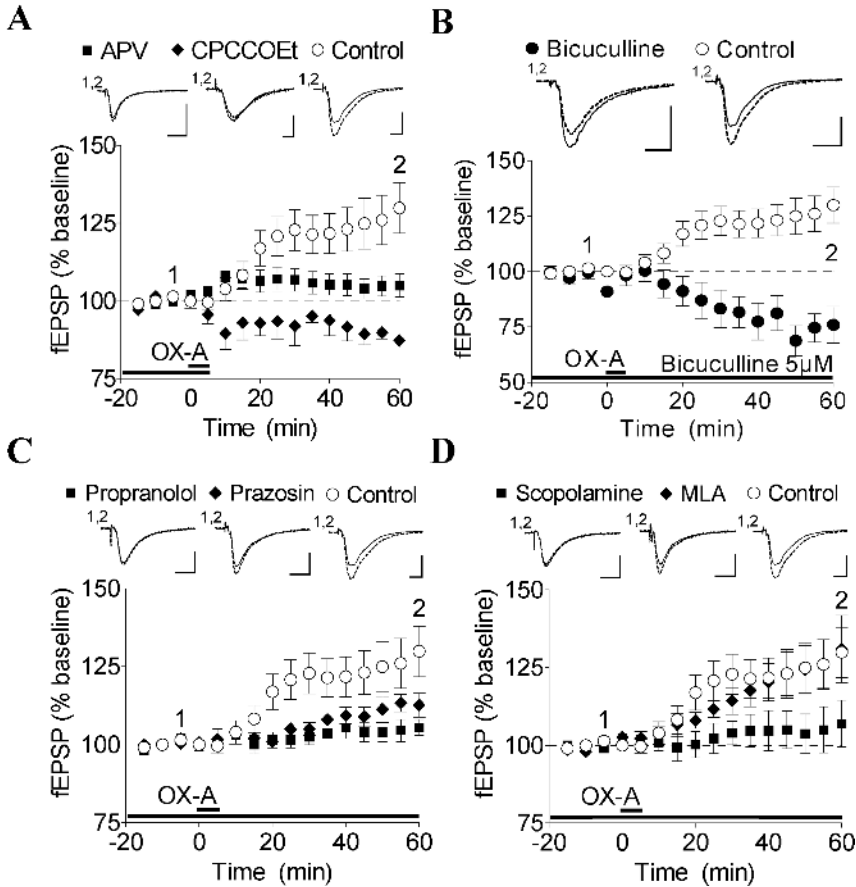 A
■ APV ◆ CPCCOEt ○ Control
1,2 1,2 1,2
150
125
100
75
fEPSP (% baseline)
1
2
OX-A
-20 0 20 40 60
Time (min)
B
● Bicuculline ○ Control
1,2 1,2
150
125
100
75
50
fEPSP (% baseline)
1
2
OX-A
Bicuculline 5µM
-20 0 20 40 60
Time (min)
C
■ Propranolol ◆ Prazosin ○ Control
1,2 1,2 1,2
150
125
100
75
fEPSP (% baseline)
1
2
OX-A
-20 0 20 40 60
Time (min)
D
■ Scopolamine ◆ MLA ○ Control
1,2 1,2 1,2
150
125
100
75
fEPSP (% baseline)
1
2
OX-A
-20 0 20 40 60
Time (min)